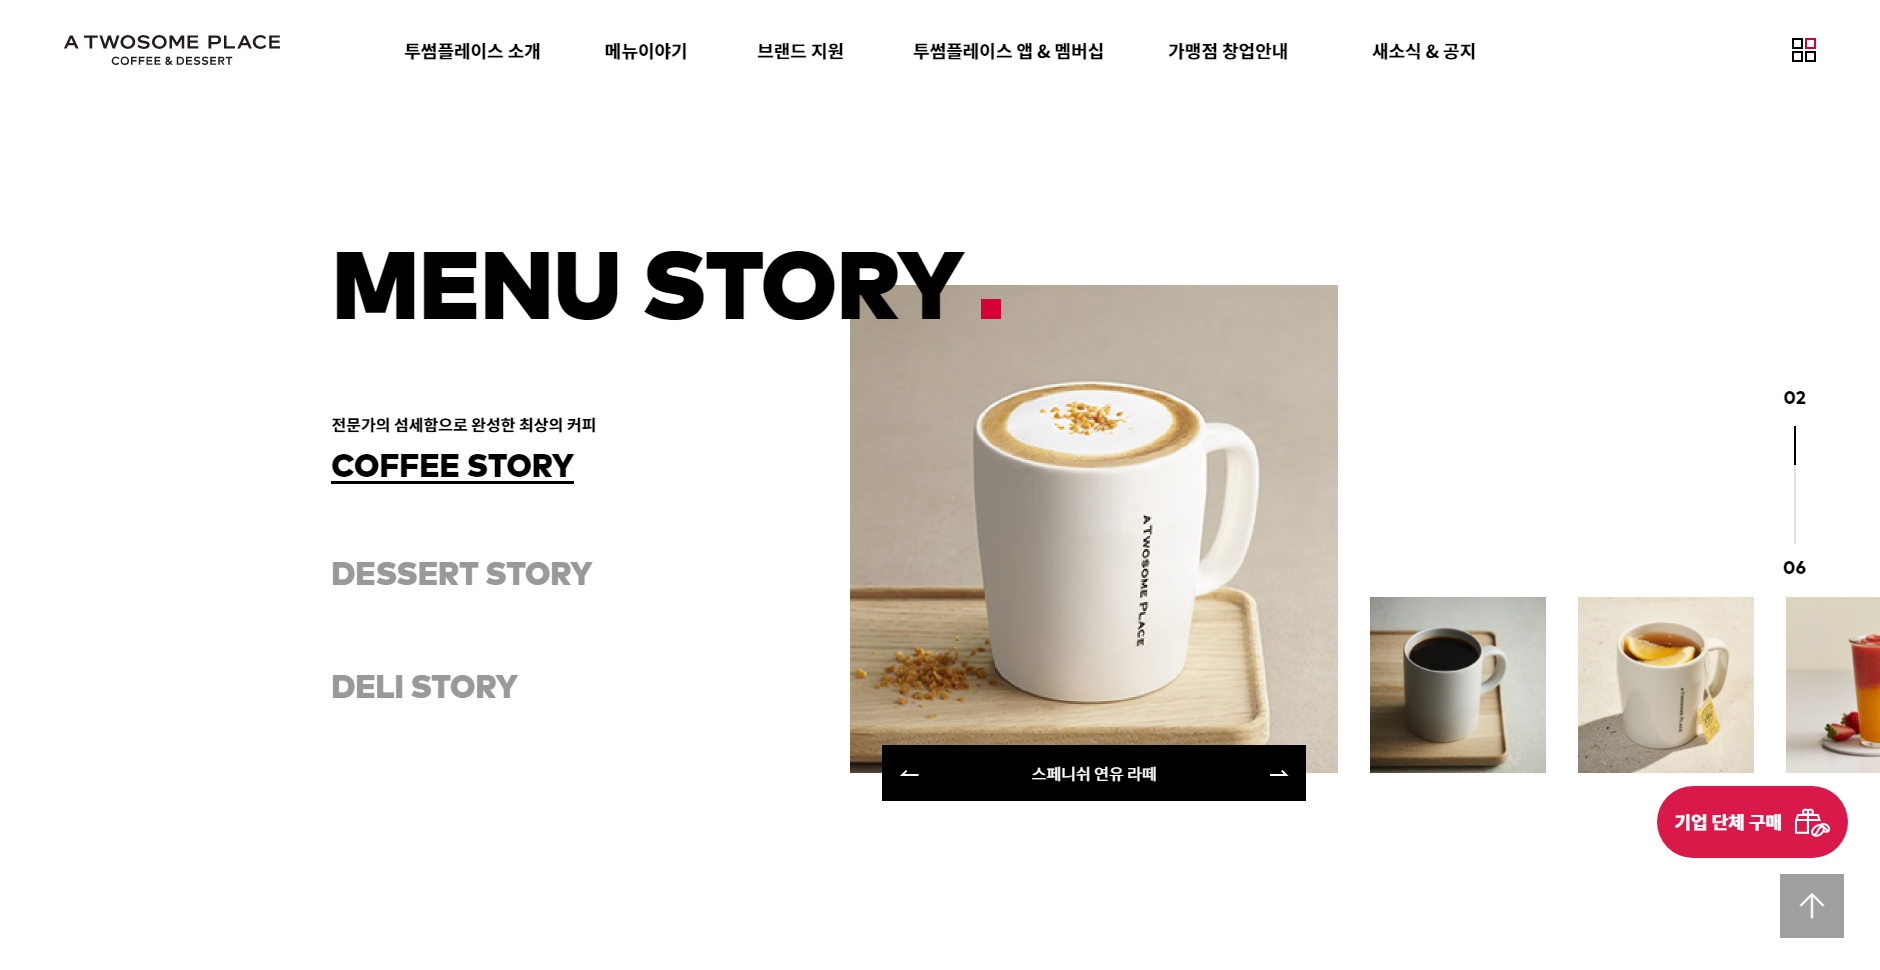 A TWOSOME PLACE
COFFEE & DESSERT
투썸플레이스 소개
메뉴이야기
브랜드 지원
투썸플레이스 앱 & 멤버십
가맹점 창업안내
새소식 & 공지
MENU STORY.
전문가의 섬세함으로 완성한 최상의 커피
COFFEE STORY
DESSERT STORY
DELI STORY
A TWOSOME PLACE
스페니쉬 연유 라떼
02
06
A TWOSOME PLACE
기업 단체 구매